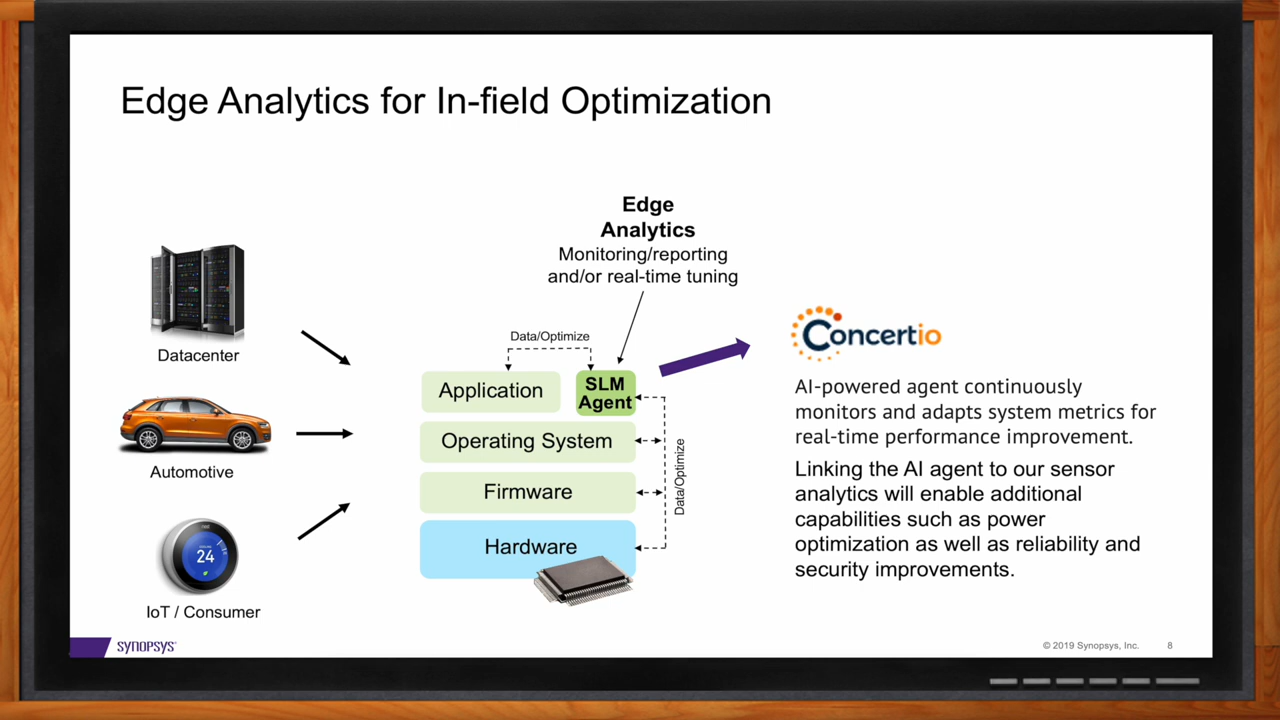 Edge Analytics for In-field Optimization
Edge
Analytics
Monitoring/reporting
and/or real-time tuning
Datacenter
Automotive
24
IoT / Consumer
Data/Optimize
Application
SLM
Agent
Operating System
Firmware
Hardware
Data/Optimize
Concertio
AI-powered agent continuously
monitors and adapts system metrics for
real-time performance improvement.
Linking the AI agent to our sensor
analytics will enable additional
capabilities such as power
optimization as well as reliability and
security improvements.
SYNOPSYS®
© 2019 Synopsys, Inc.
8